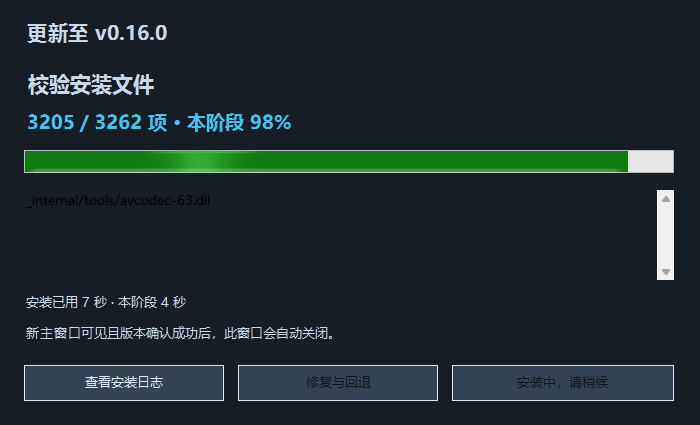 更新至 v0.16.0
校验安装文件
3205 / 3262 项 · 本阶段 98%
_internal/tools/avcodec-63.dll
安装已用 7 秒 · 本阶段 4 秒
新主窗口可见且版本确认成功后，此窗口会自动关闭。
查看安装日志
修复与回退
安装中，请稍候